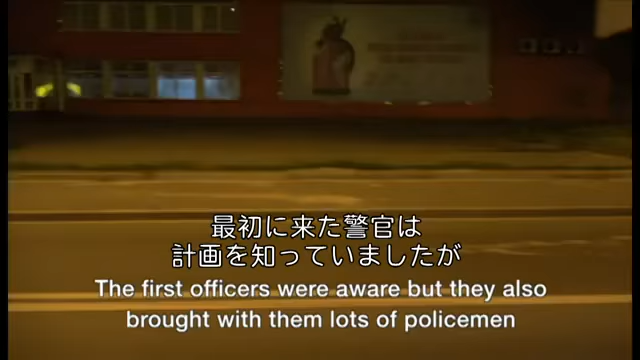 最初に来た警官は
計画を知っていましたが
The first officers were aware but they also
brought with them lots of policemen